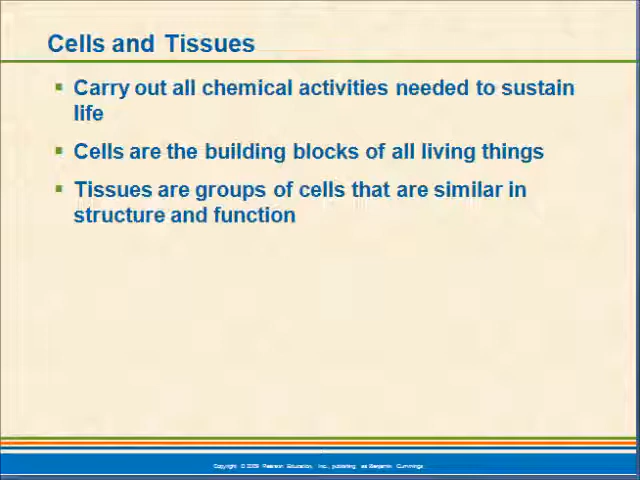 Cells and Tissues
▪ Carry out all chemical activities needed to sustain
life
▪ Cells are the building blocks of all living things
▪ Tissues are groups of cells that are similar in
structure and function
Copyright © 2009 Pearson Education, Inc., publishing as Benjamin Cummings